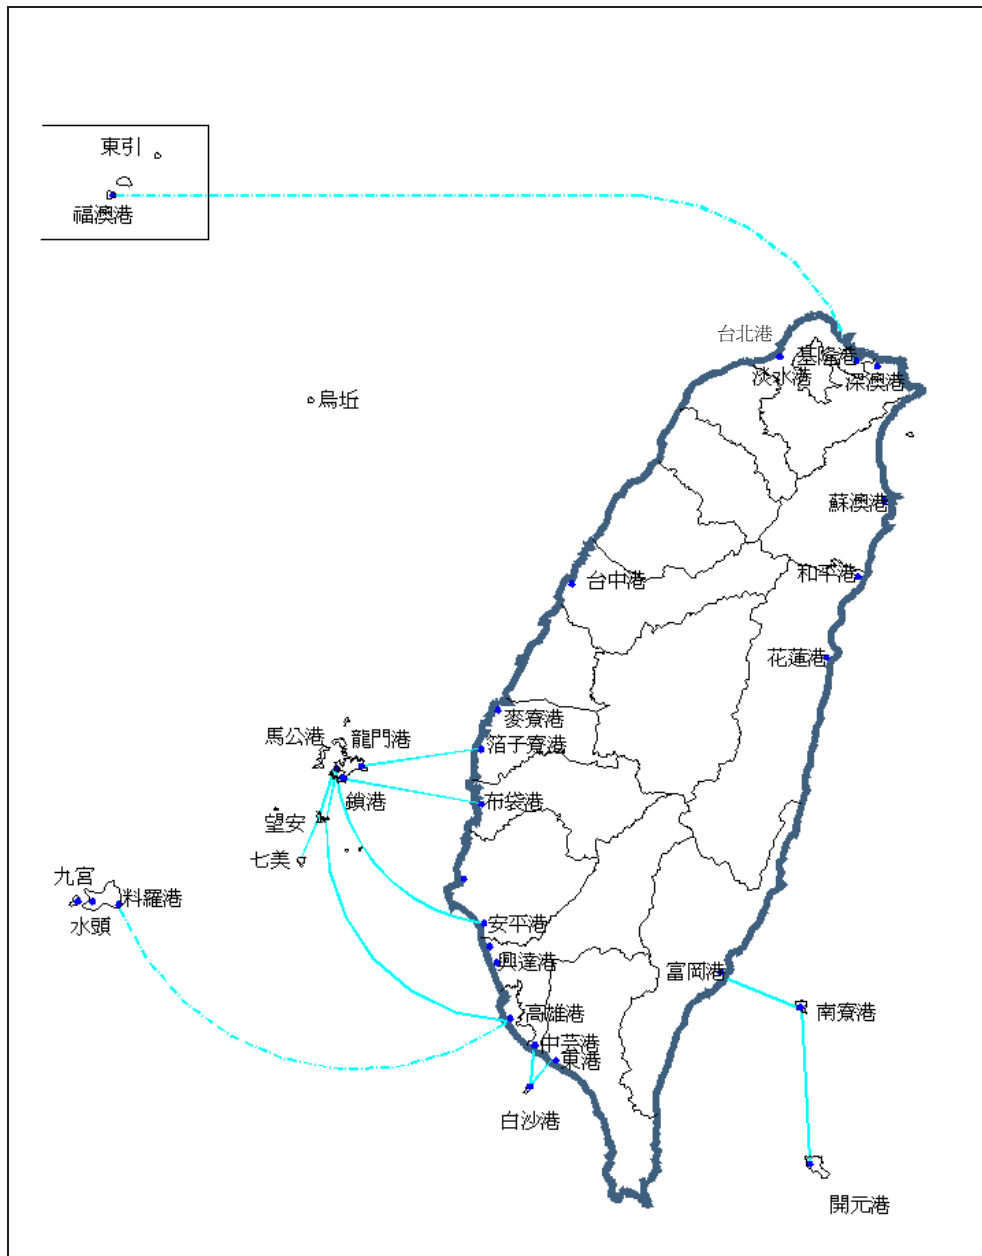 東引
福澳港
台北港
基隆港
淡水港
深澳港
烏坵
蘇澳港
和平港
台中港
花蓮港
麥寮港
馬公港
龍門港
箔子寮港
鎖港
布袋港
望安
七美
九宮
料羅港
水頭
安平港
興達港
富岡港
南寮港
高雄港
中芸港
東港
白沙港
開元港